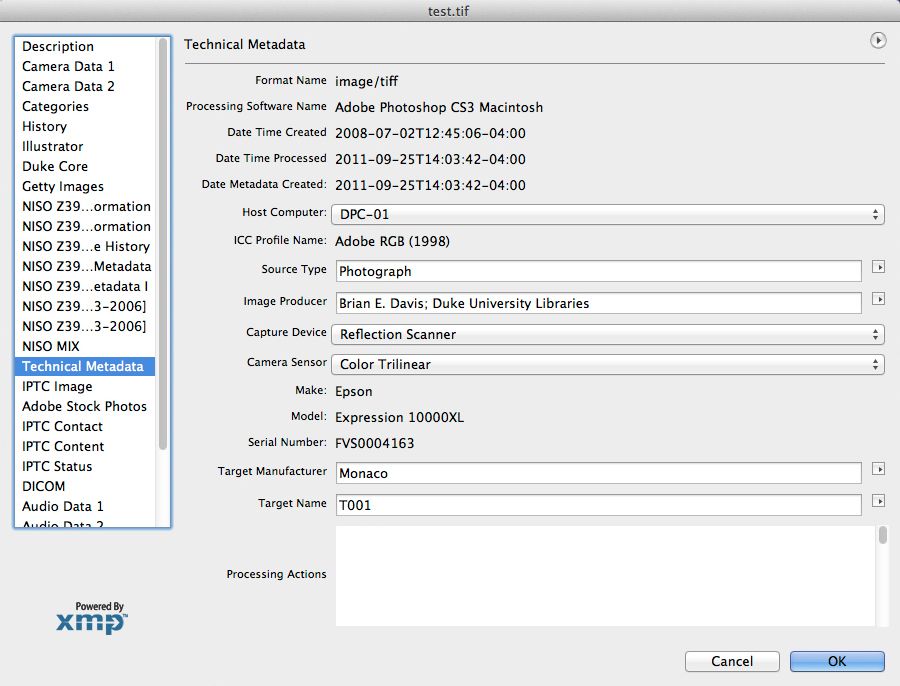 test.tif
Description
Camera Data 1
Camera Data 2
Categories
History
Illustrator
Duke Core
Getty Images
NISO Z39...ormation
NISO Z39...ormation
NISO Z39...e History
NISO Z39...Metadata
NISO Z39...etadata I
NISO Z39...3-2006]
NISO Z39...3-2006]
NISO MIX
Technical Metadata
IPTC Image
Adobe Stock Photos
IPTC Contact
IPTC Content
IPTC Status
DICOM
Audio Data 1
Audio Data 2
Powered By
xmp™
Technical Metadata
Format Name image/tiff
Processing Software Name Adobe Photoshop CS3 Macintosh
Date Time Created 2008-07-02T12:45:06-04:00
Date Time Processed 2011-09-25T14:03:42-04:00
Date Metadata Created: 2011-09-25T14:03:42-04:00
Host Computer: DPC-01
ICC Profile Name: Adobe RGB (1998)
Source Type Photograph
Image Producer Brian E. Davis; Duke University Libraries
Capture Device Reflection Scanner
Camera Sensor Color Trilinear
Make: Epson
Model: Expression 10000XL
Serial Number: FVS0004163
Target Manufacturer Monaco
Target Name T001
Processing Actions
Cancel OK